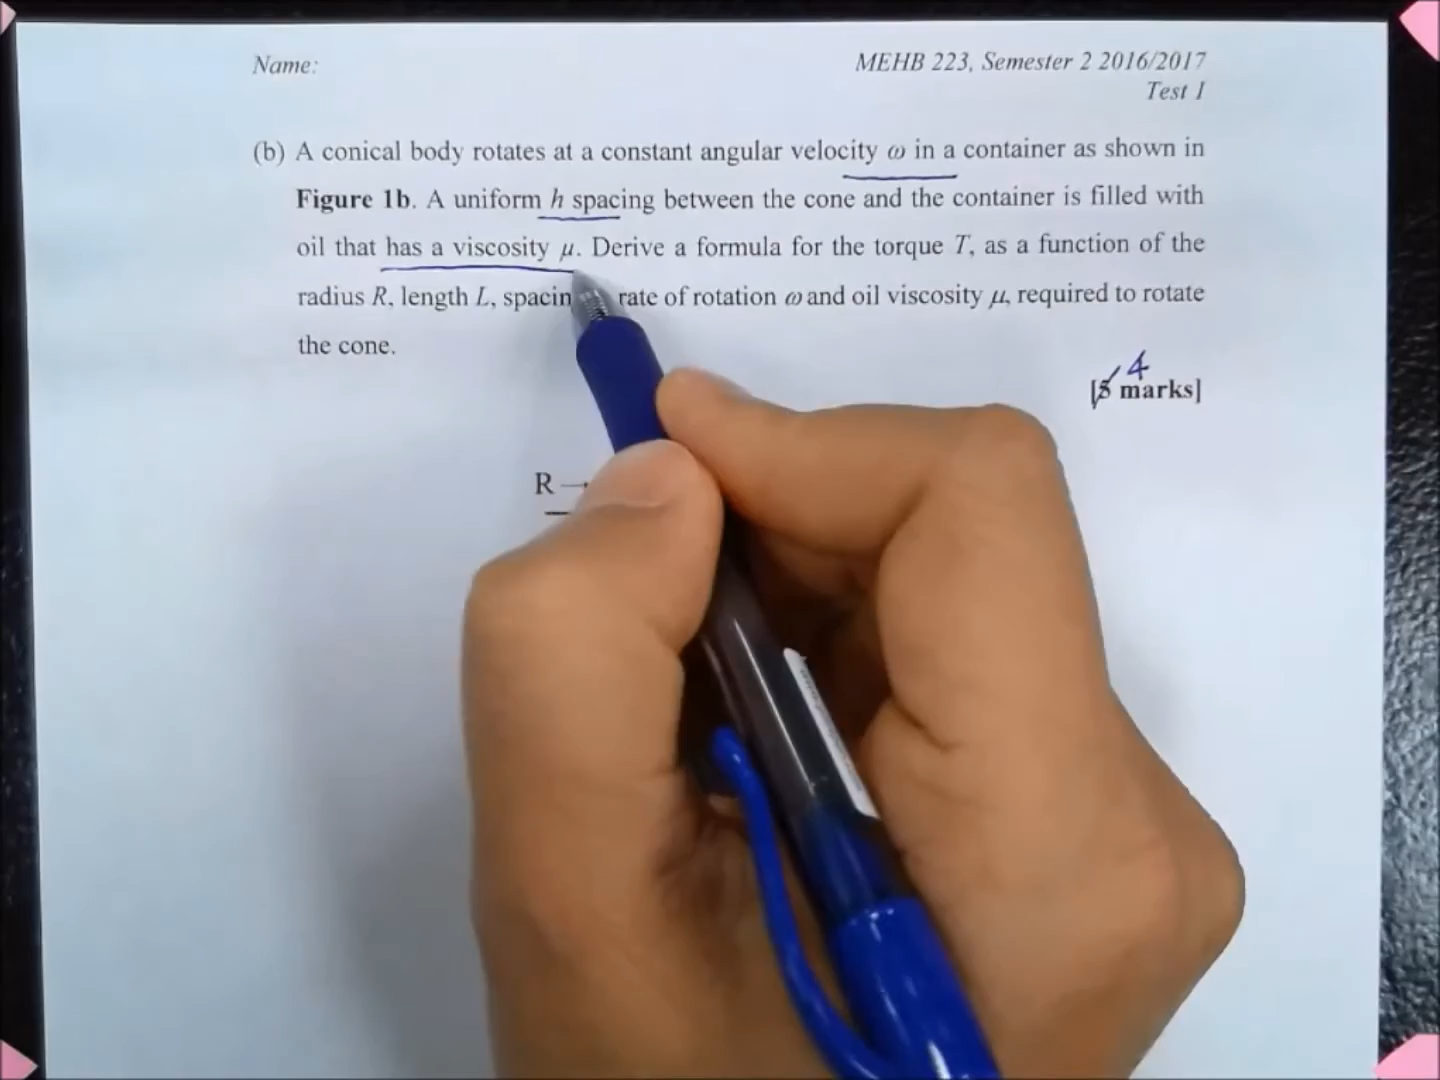 Name:
MEHB 223, Semester 2 2016/2017
Test 1
(b) A conical body rotates at a constant angular velocity ω in a container as shown in
Figure 1b. A uniform h spacing between the cone and the container is filled with
oil that has a viscosity μ. Derive a formula for the torque T, as a function of the
radius R, length L, spacin rate of rotation ω and oil viscosity μ, required to rotate
the cone.
4
[5 marks]
R